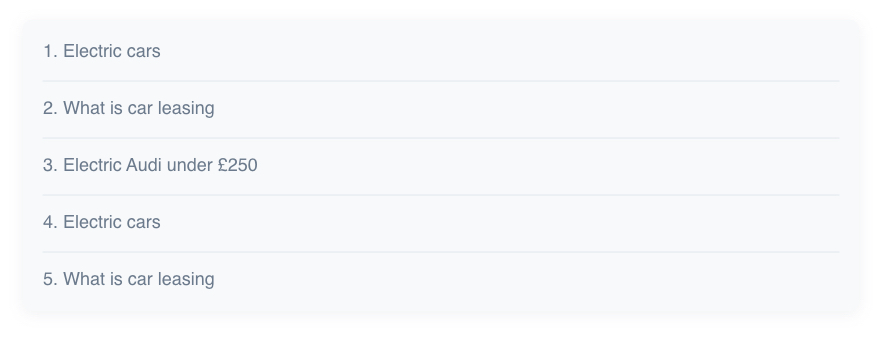 1. Electric cars
2. What is car leasing
3. Electric Audi under £250
4. Electric cars
5. What is car leasing